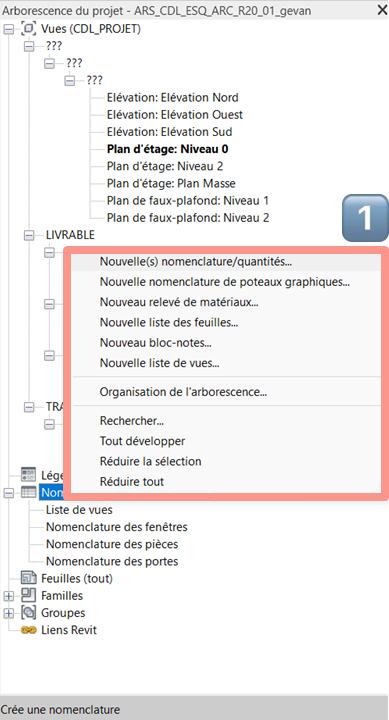 Arborescence du projet - ARS_CDL_ESQ_ARC_R20_01_gevan
Vues (CDL_PROJET)
???
???
???
Elévation: Elévation Nord
Elévation: Elévation Ouest
Elévation: Elévation Sud
Plan d'étage: Niveau 0
Plan d'étage: Niveau 2
Plan d'étage: Plan Masse
Plan de faux-plafond: Niveau 1
Plan de faux-plafond: Niveau 2
1
LIVRABLE
Nouvelle(s) nomenclature/quantités...
Nouvelle nomenclature de poteaux graphiques...
Nouveau relevé de matériaux...
Nouvelle liste des feuilles...
Nouveau bloc-notes...
Nouvelle liste de vues...
Organisation de l'arborescence...
TRA
Rechercher...
Tout développer
Réduire la sélection
Réduire tout
Lége
Nom
Liste de vues
Nomenclature des fenêtres
Nomenclature des pièces
Nomenclature des portes
Feuilles (tout)
Familles
Groupes
Liens Revit
Crée une nomenclature